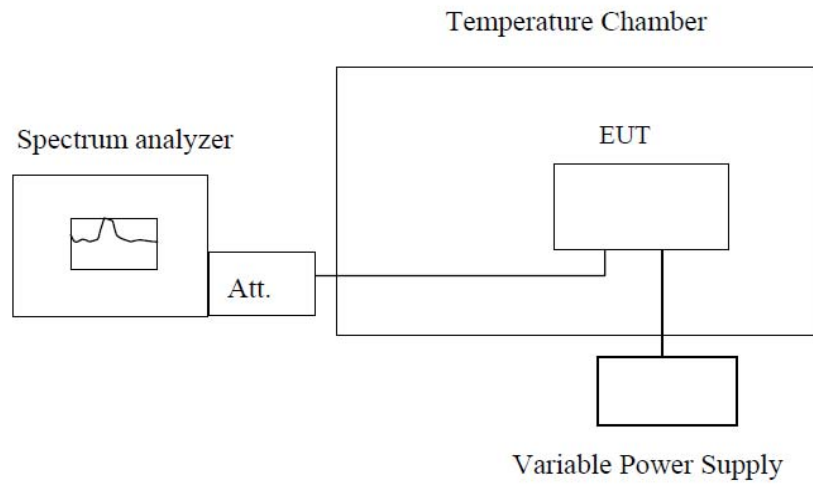 Temperature Chamber
Spectrum analyzer
EUT
Att.
Variable Power Supply